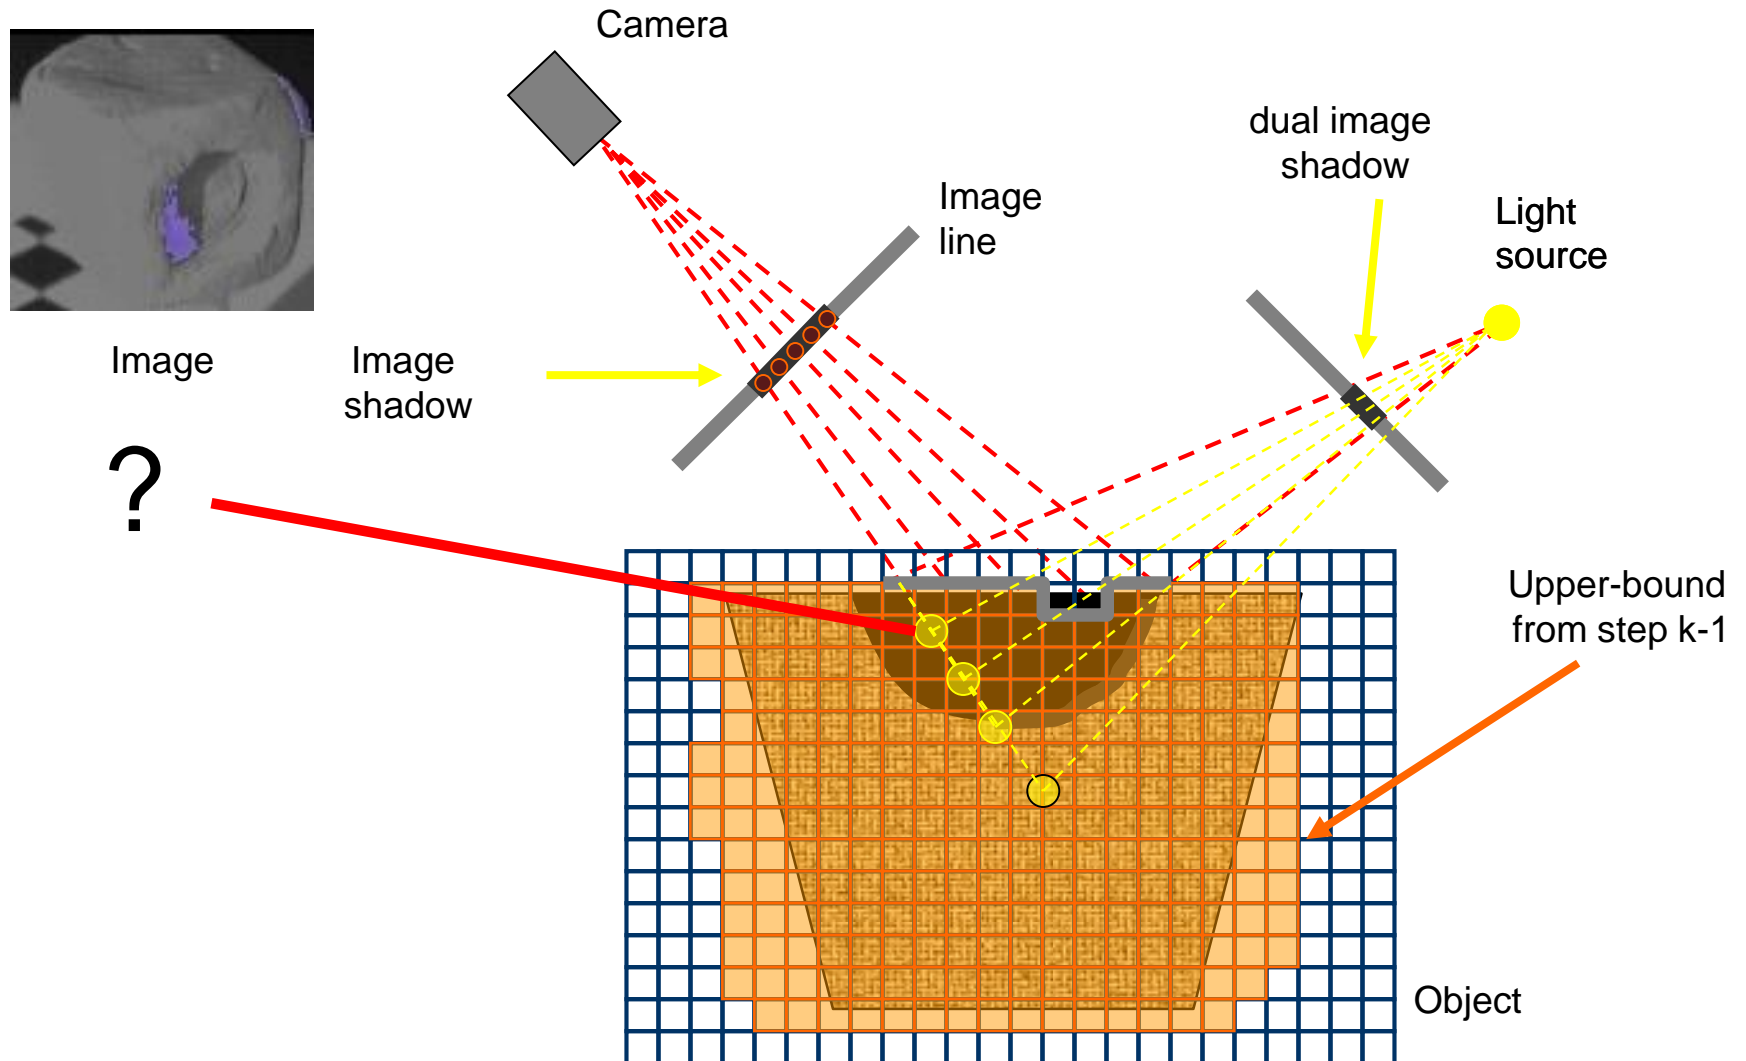 Camera
dual image
shadow
Image
line
Light
source
Image
Image
shadow
?
Upper-bound
from step k-1
Object